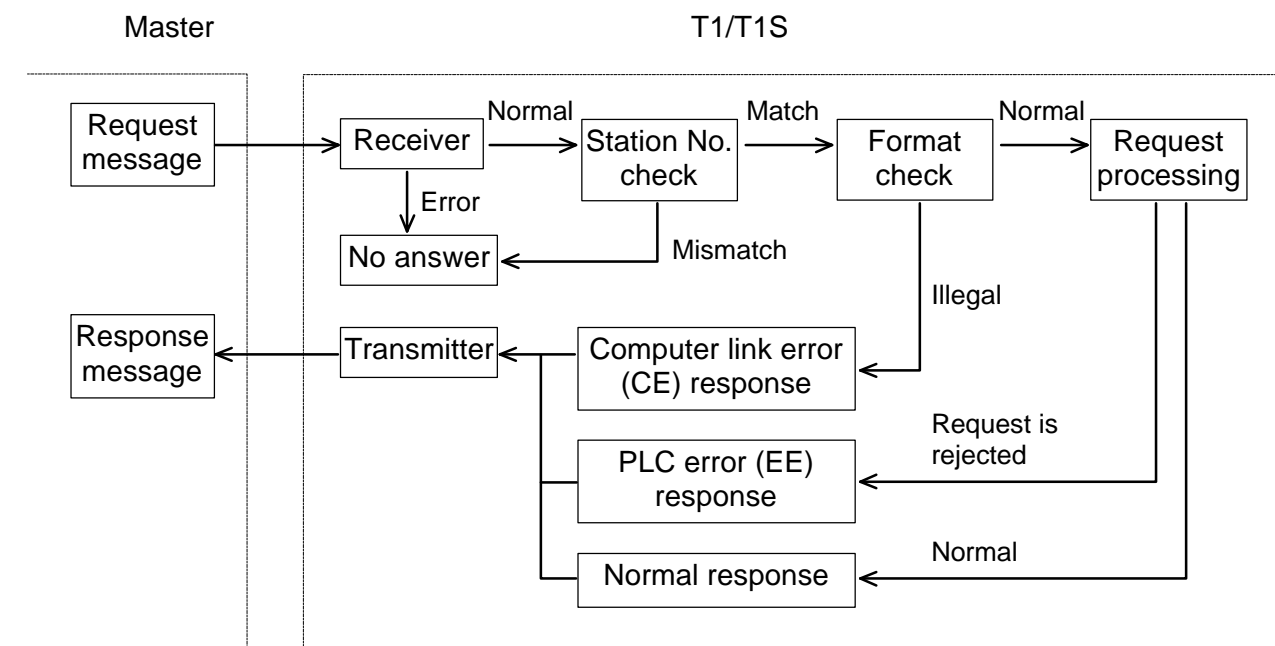 Master
T1/T1S
Request
message
Receiver
Normal
Station No.
check
Match
Format
check
Normal
Request
processing
Error
No answer
Mismatch
Illegal
Response
message
Transmitter
Computer link error
(CE) response
Request is
rejected
PLC error (EE)
response
Normal
Normal response